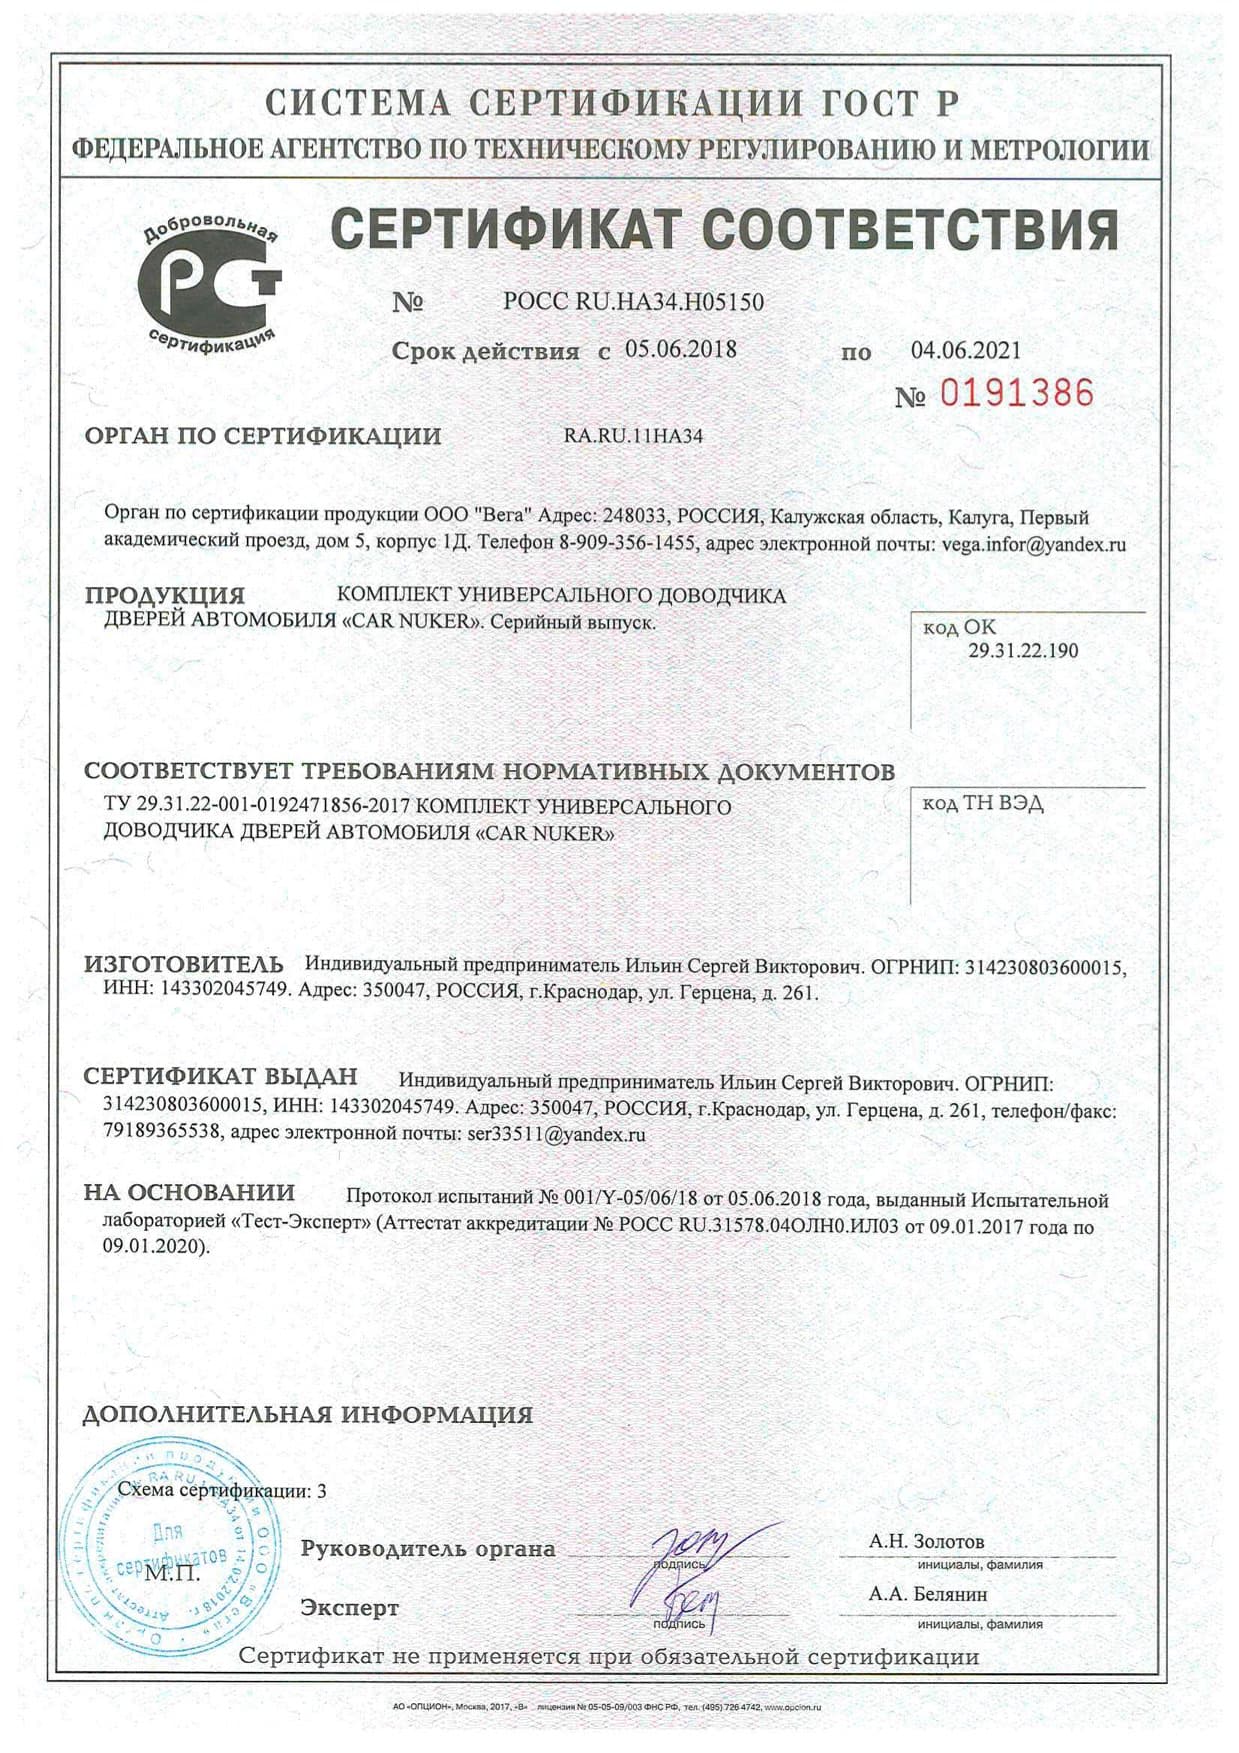 СИСТЕМА СЕРТИФИКАЦИИ ГОСТ Р
ФЕДЕРАЛЬНОЕ АГЕНТСТВО ПО ТЕХНИЧЕСКОМУ РЕГУЛИРОВАНИЮ И МЕТРОЛОГИИ
Добровольная
РСТ
сертификация
СЕРТИФИКАТ СООТВЕТСТВИЯ
№ РОСС RU.НА34.Н05150
Срок действия с 05.06.2018 по 04.06.2021
№ 0191386
ОРГАН ПО СЕРТИФИКАЦИИ RA.RU.11НА34
Орган по сертификации продукции ООО "Вега" Адрес: 248033, РОССИЯ, Калужская область, Калуга, Первый
академический проезд, дом 5, корпус 1Д. Телефон 8-909-356-1455, адрес электронной почты: vega.infor@yandex.ru
ПРОДУКЦИЯ КОМПЛЕКТ УНИВЕРСАЛЬНОГО ДОВОДЧИКА
ДВЕРЕЙ АВТОМОБИЛЯ «CAR NUKER». Серийный выпуск.
код ОК
29.31.22.190
СООТВЕТСТВУЕТ ТРЕБОВАНИЯМ НОРМАТИВНЫХ ДОКУМЕНТОВ
ТУ 29.31.22-001-0192471856-2017 КОМПЛЕКТ УНИВЕРСАЛЬНОГО
ДОВОДЧИКА ДВЕРЕЙ АВТОМОБИЛЯ «CAR NUKER»
код ТН ВЭД
ИЗГОТОВИТЕЛЬ Индивидуальный предприниматель Ильин Сергей Викторович. ОГРНИП: 314230803600015,
ИНН: 143302045749. Адрес: 350047, РОССИЯ, г.Краснодар, ул. Герцена, д. 261.
СЕРТИФИКАТ ВЫДАН Индивидуальный предприниматель Ильин Сергей Викторович. ОГРНИП:
314230803600015, ИНН: 143302045749. Адрес: 350047, РОССИЯ, г.Краснодар, ул. Герцена, д. 261, телефон/факс:
79189365538, адрес электронной почты: ser33511@yandex.ru
НА ОСНОВАНИИ Протокол испытаний № 001/Y-05/06/18 от 05.06.2018 года, выданный Испытательной
лабораторией «Тест-Эксперт» (Аттестат аккредитации № РОСС RU.31578.04ОЛН0.ИЛ03 от 09.01.2017 года по
09.01.2020).
ДОПОЛНИТЕЛЬНАЯ ИНФОРМАЦИЯ
Схема сертификации: 3
Для
сертификатов
М.П.
Руководитель органа
подпись
А.Н. Золотов
инициалы, фамилия
Эксперт
подпись
А.А. Белянин
инициалы, фамилия
Сертификат не применяется при обязательной сертификации
АО «ОПЦИОН», Москва, 2017, «В» лицензия № 05-05-09/003 ФНС РФ, тел. (495) 726 4742, www.opcion.ru